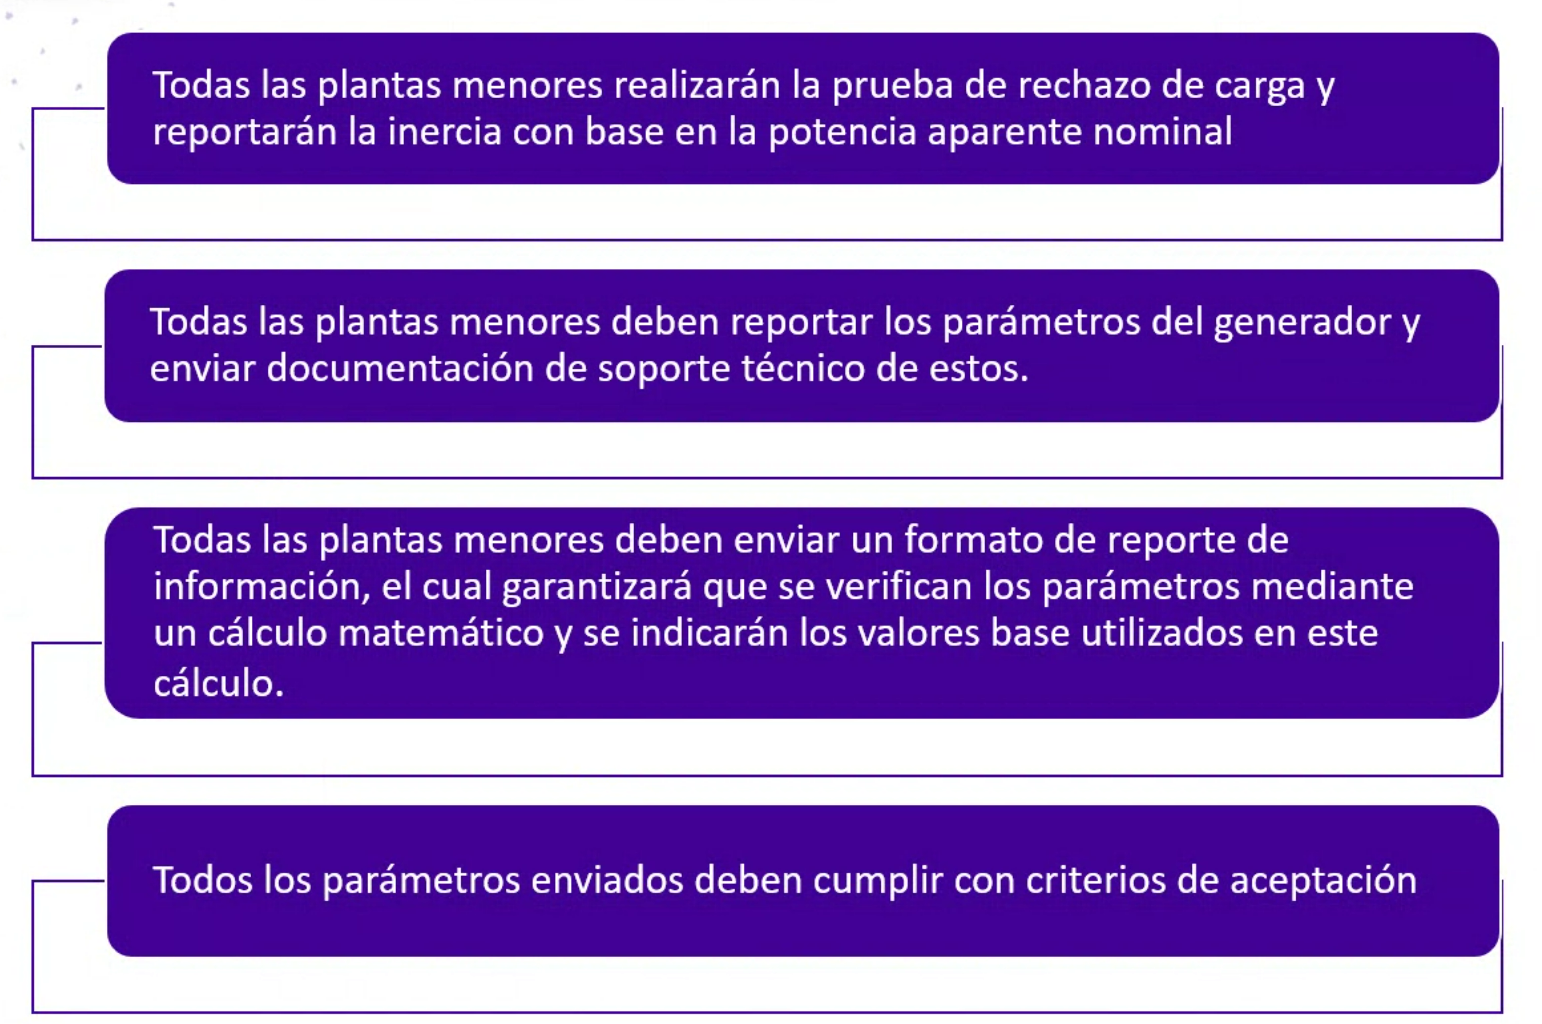 Todas las plantas menores realizarán la prueba de rechazo de carga y
reportarán la inercia con base en la potencia aparente nominal
Todas las plantas menores deben reportar los parámetros del generador y
enviar documentación de soporte técnico de estos.
Todas las plantas menores deben enviar un formato de reporte de
información, el cual garantizará que se verifican los parámetros mediante
un cálculo matemático y se indicarán los valores base utilizados en este
cálculo.
Todos los parámetros enviados deben cumplir con criterios de aceptación